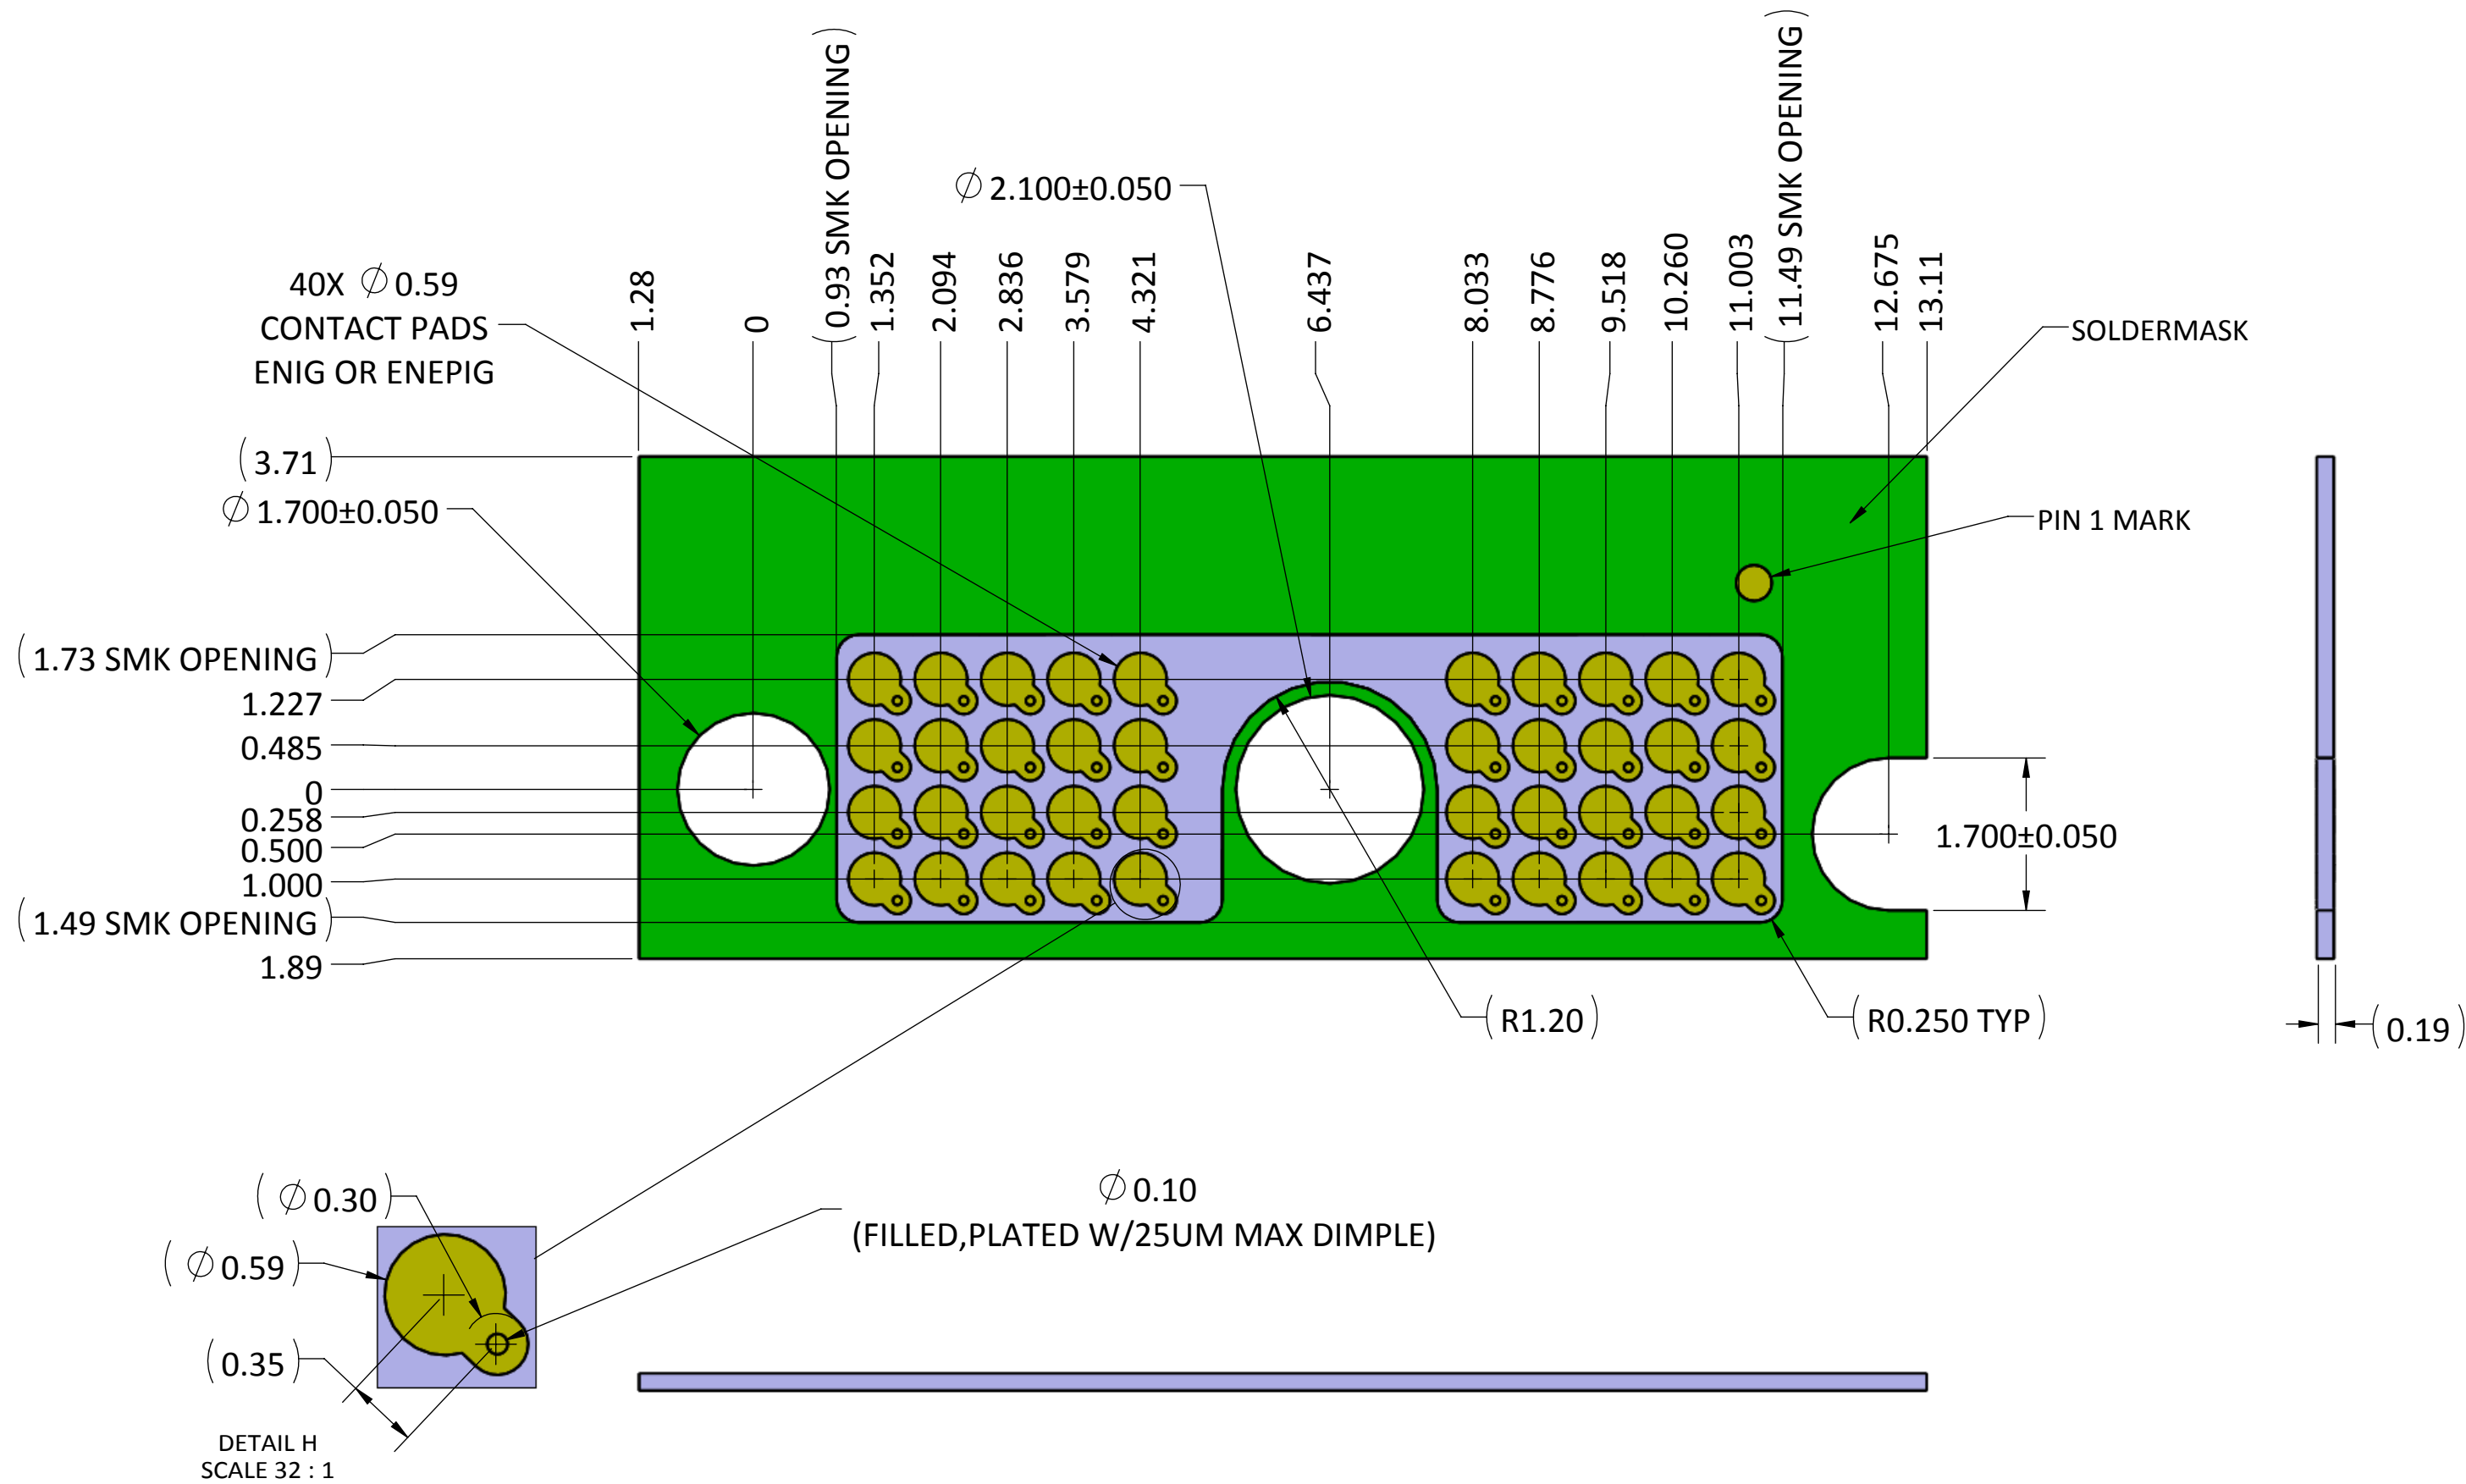 (0.93 SMK OPENING)
(11.49 SMK OPENING)
∅ 2.100±0.050
40X ∅ 0.59
CONTACT PADS
ENIG OR ENEPIG
1.28
0
1.352
2.094
2.836
3.579
4.321
6.437
8.033
8.776
9.518
10.260
11.003
12.675
13.11
SOLDERMASK
(3.71)
∅ 1.700±0.050
PIN 1 MARK
(1.73 SMK OPENING)
1.227
0.485
0
0.258
0.500
1.000
(1.49 SMK OPENING)
1.89
1.700±0.050
(R1.20)
(R0.250 TYP)
(0.19)
(∅ 0.30)
(∅ 0.59)
(0.35)
∅ 0.10
(FILLED,PLATED W/25UM MAX DIMPLE)
DETAIL H
SCALE 32 : 1